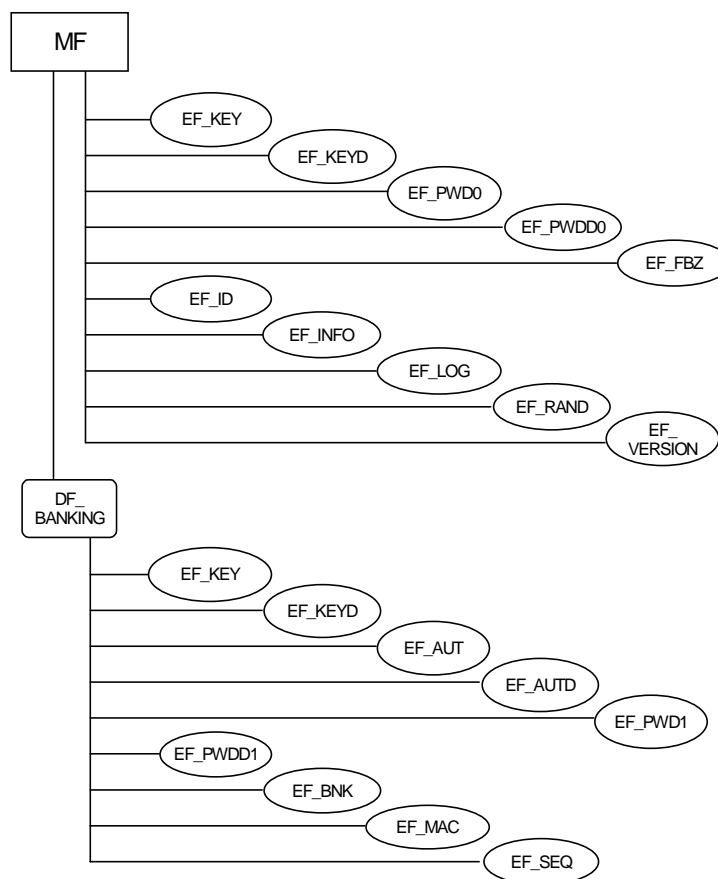 MF
EF_KEY
EF_KEYD
EF_PWD0
EF_PWDD0
EF_FBZ
EF_ID
EF_INFO
EF_LOG
EF_RAND
EF_
VERSION
DF_
BANKING
EF_KEY
EF_KEYD
EF_AUT
EF_AUTD
EF_PWD1
EF_PWDD1
EF_BNK
EF_MAC
EF_SEQ